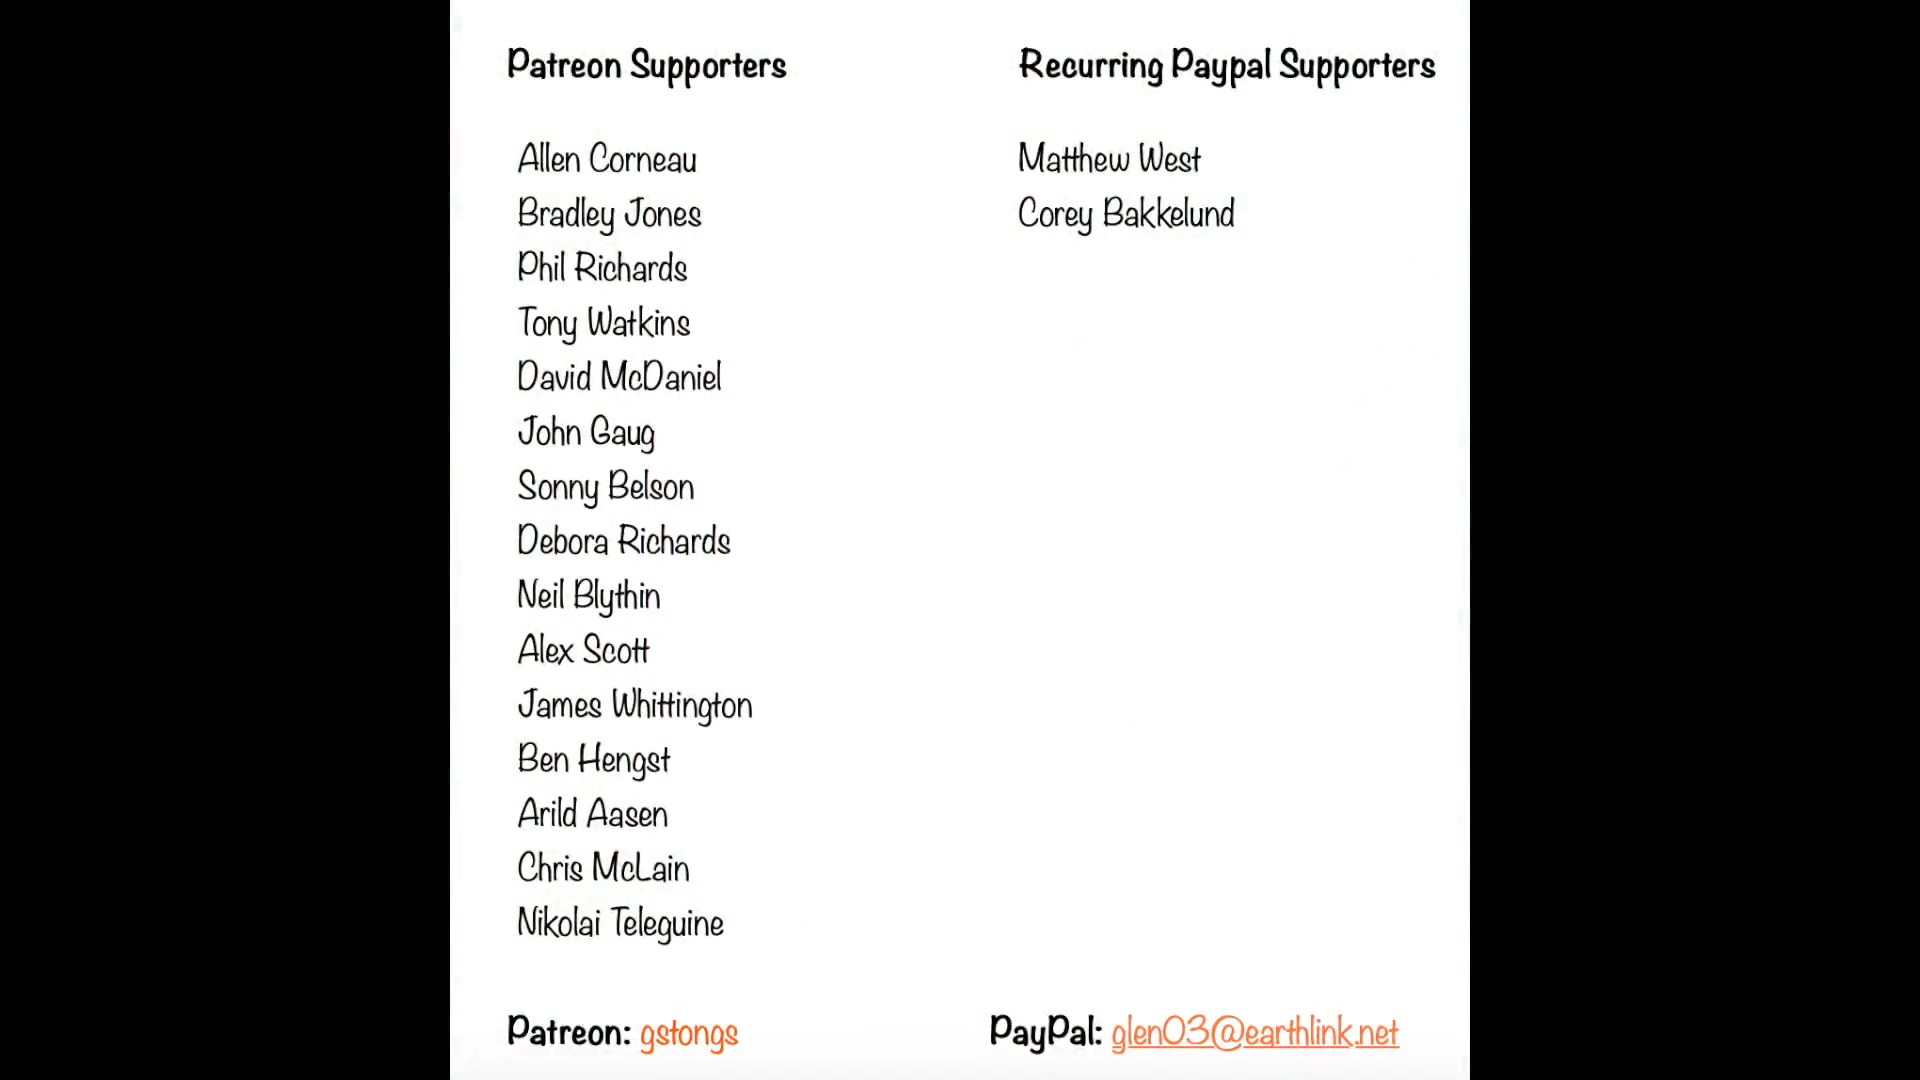 Patreon Supporters
Allen Corneau
Bradley Jones
Phil Richards
Tony Watkins
David McDaniel
John Gaug
Sonny Belson
Debora Richards
Neil Blythin
Alex Scott
James Whittington
Ben Hengst
Arild Aasen
Chris McLain
Nikolai Teleguine
Patreon: gstongs
Recurring Paypal Supporters
Matthew West
Corey Bakkelund
PayPal: glen03@earthlink.net